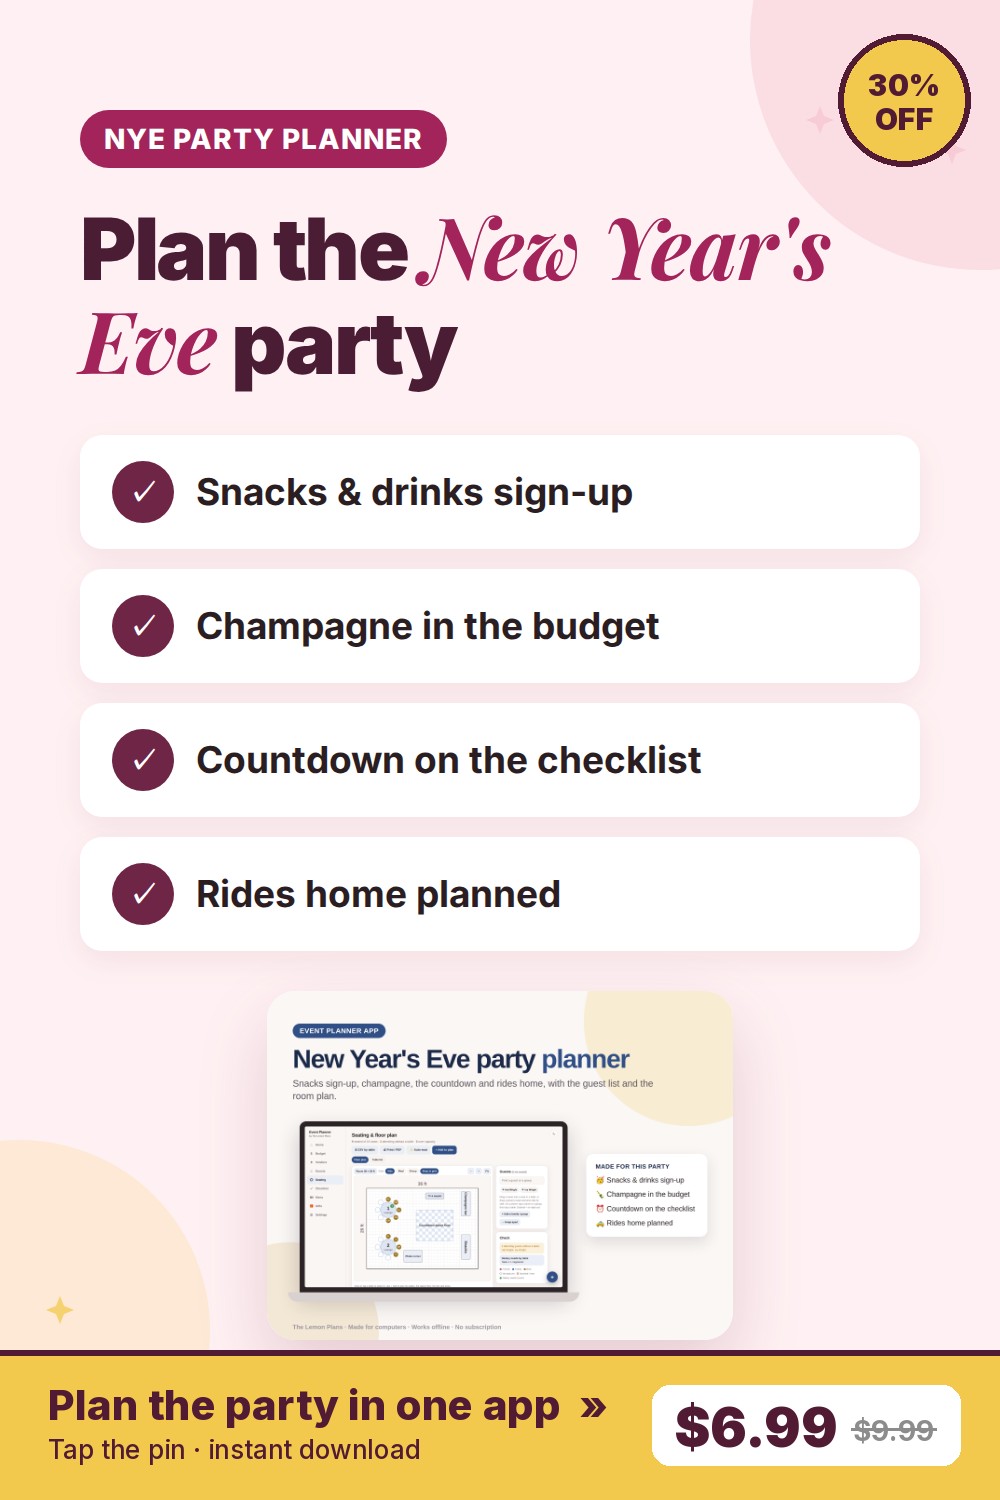 30%
OFF
NYE PARTY PLANNER
Plan the New Year's
Eve party
✓ Snacks & drinks sign-up
✓ Champagne in the budget
✓ Countdown on the checklist
✓ Rides home planned
EVENT PLANNER APP
New Year's Eve party planner
Snacks sign-up, champagne, the countdown and rides home, with the guest list and the
room plan.
Seating & floor plan
MADE FOR THIS PARTY
🥳 Snacks & drinks sign-up
🍾 Champagne in the budget
⏰ Countdown on the checklist
🚕 Rides home planned
The Lemon Plans · Made for computers · Works offline · No subscription
Plan the party in one app »
Tap the pin · instant download
$6.99 $9.99